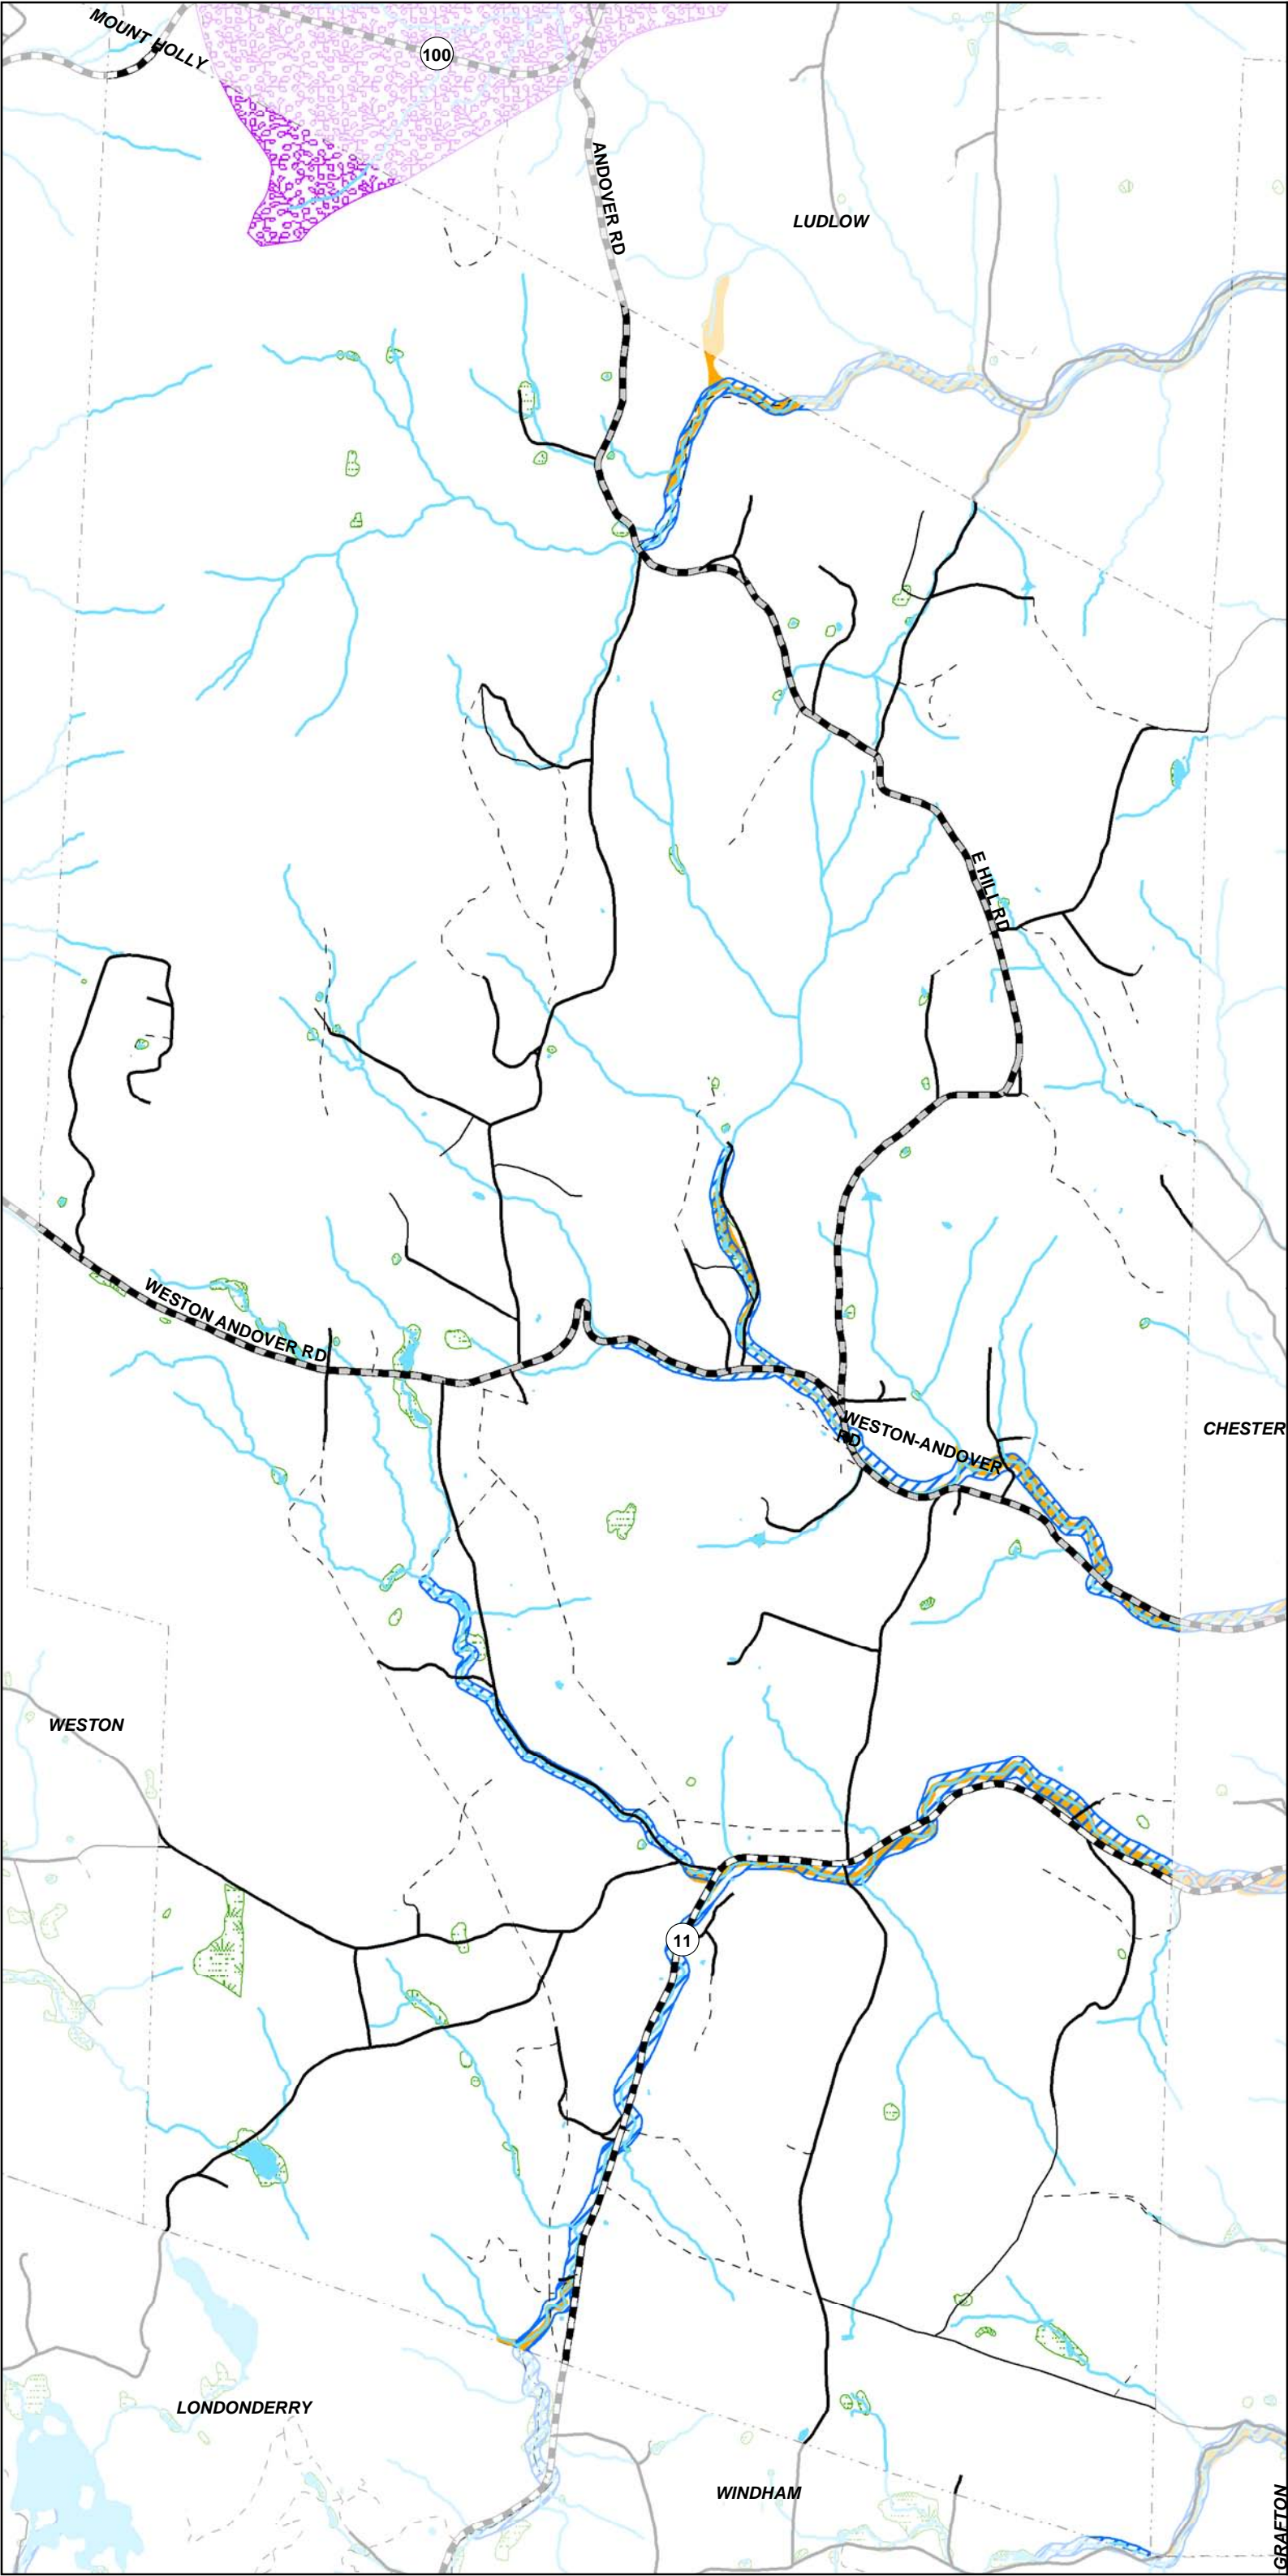 MOUNT HOLLY
100
ANDOVER RD
LUDLOW
E HILL RD
WESTON ANDOVER RD
WESTON-ANDOVER
RD
CHESTER
WESTON
11
LONDONDERRY
WINDHAM
GRAFTON